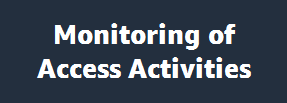 Monitoring of
Access Activities